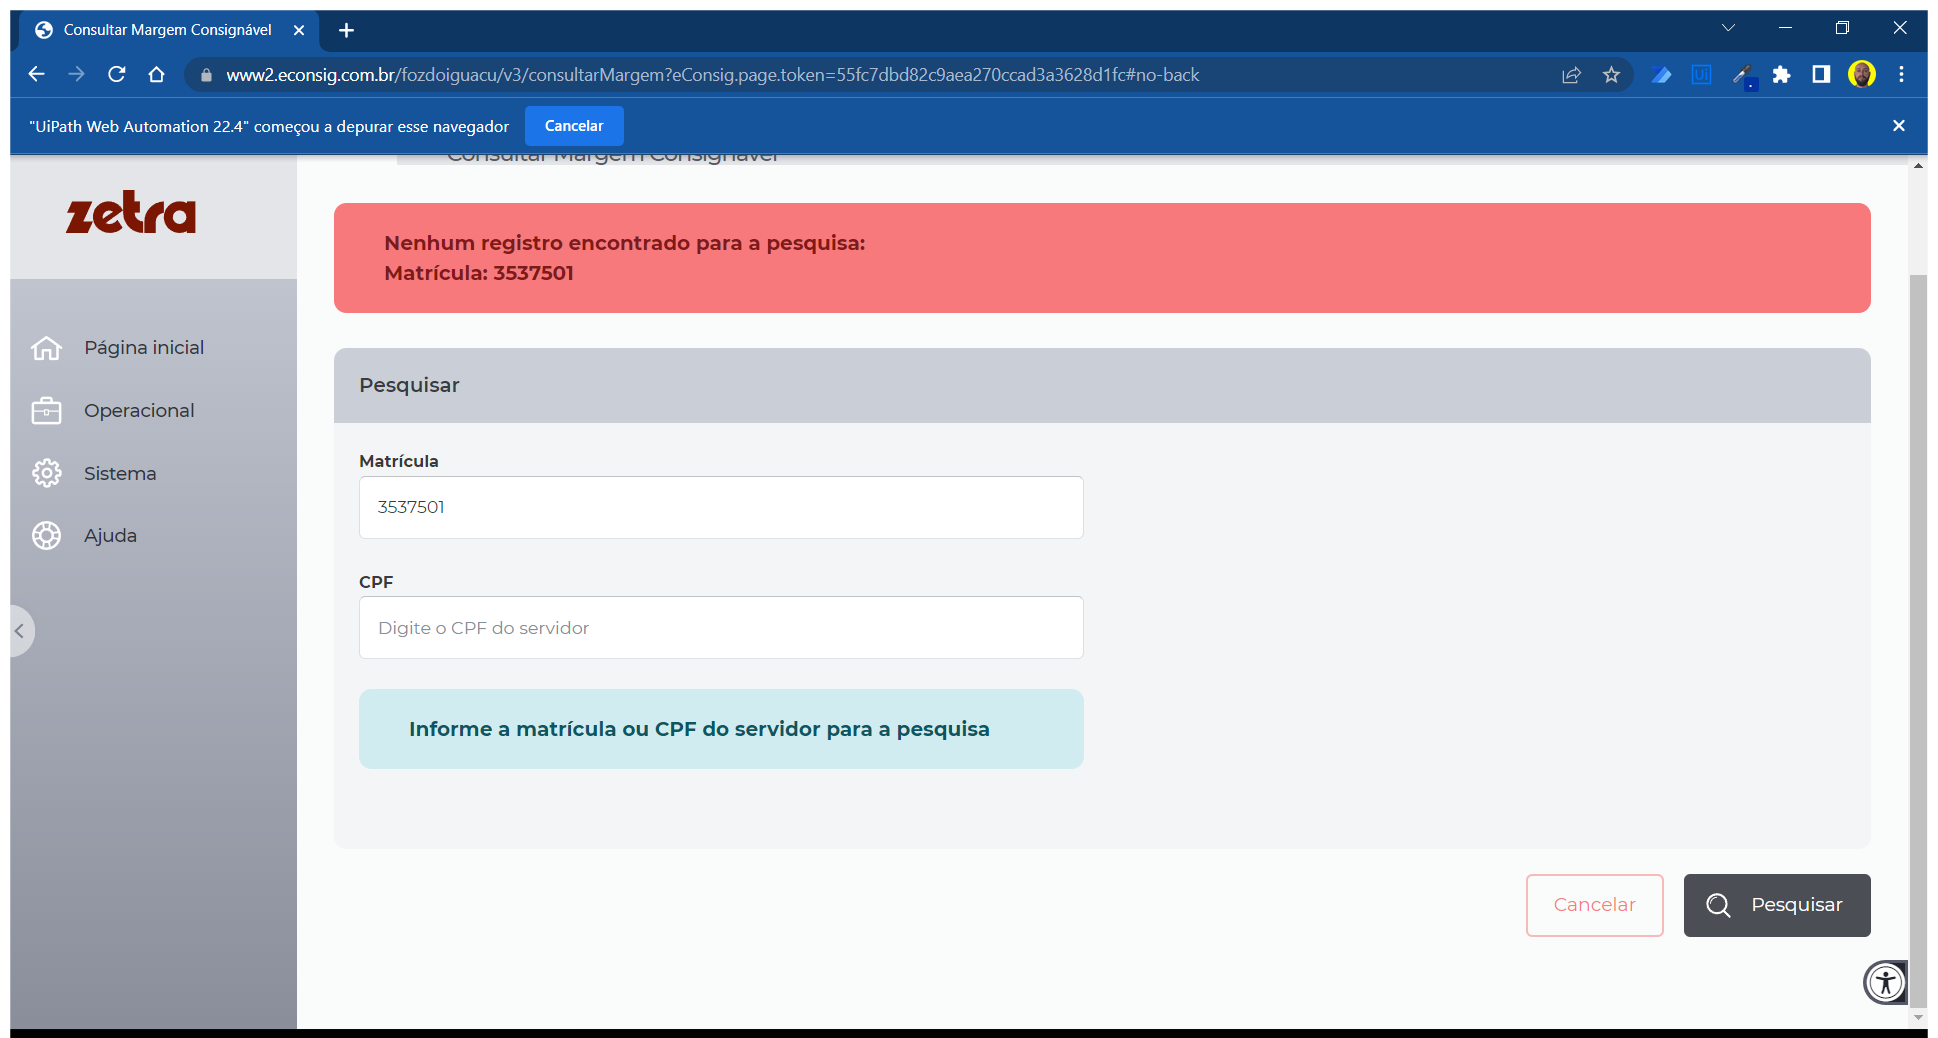 Consultar Margem Consignável
www2.econsig.com.br/fozdoiguacu/v3/consultarMargem?eConsig.page.token=55fc7dbd82c9aea270ccad3a3628d1fc#no-back
"UiPath Web Automation 22.4" começou a depurar esse navegador
Cancelar
Consultar Margem Consignável
zetra
Nenhum registro encontrado para a pesquisa:
Matrícula: 3537501
Página inicial
Operacional
Sistema
Ajuda
Pesquisar
Matrícula
3537501
CPF
Digite o CPF do servidor
Informe a matrícula ou CPF do servidor para a pesquisa
Cancelar
Pesquisar